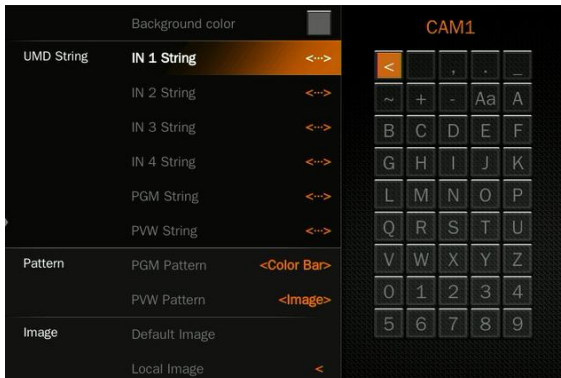 Background color
UMD String IN 1 String <···>
IN 2 String <···>
IN 3 String <···>
IN 4 String <···>
PGM String <···>
PVW String <···>
Pattern PGM Pattern <Color Bar>
PVW Pattern <Image>
Image Default Image
Local Image <
CAM1
< , . _
~ + - Aa A
B C D E F
G H I J K
L M N O P
Q R S T U
V W X Y Z
0 1 2 3 4
5 6 7 8 9